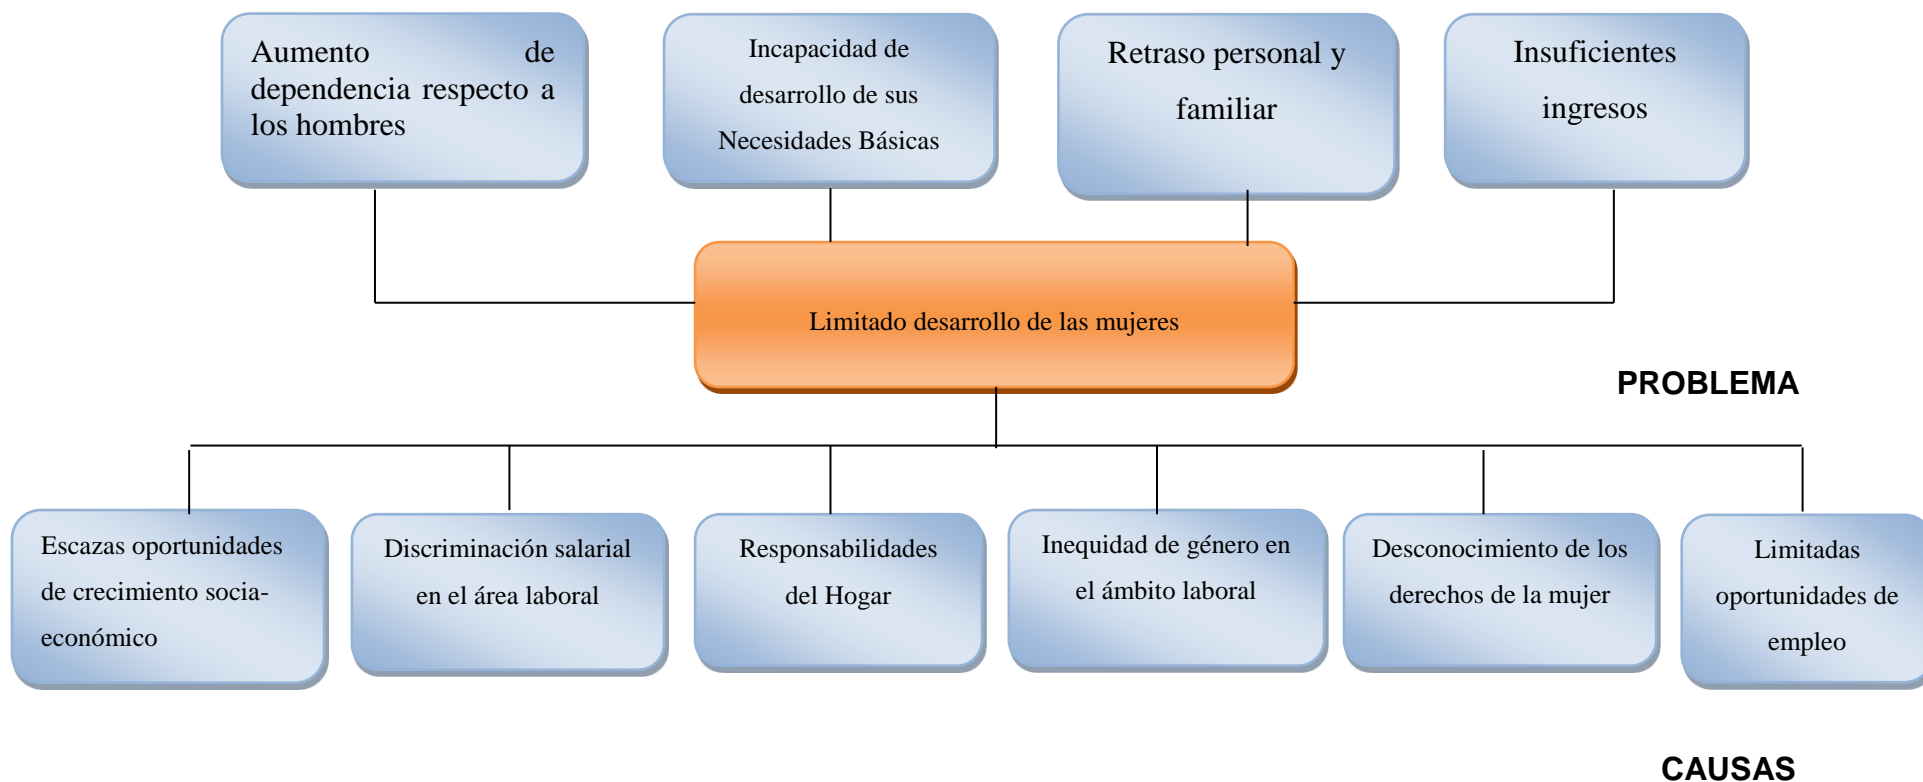 Aumento de
dependencia respecto a
los hombres
Incapacidad de
desarrollo de sus
Necesidades Básicas
Retraso personal y
familiar
Insuficientes
ingresos
Limitado desarrollo de las mujeres
PROBLEMA
Escazas oportunidades
de crecimiento socia-
económico
Discriminación salarial
en el área laboral
Responsabilidades
del Hogar
Inequidad de género en
el ámbito laboral
Desconocimiento de los
derechos de la mujer
Limitadas
oportunidades de
empleo
CAUSAS